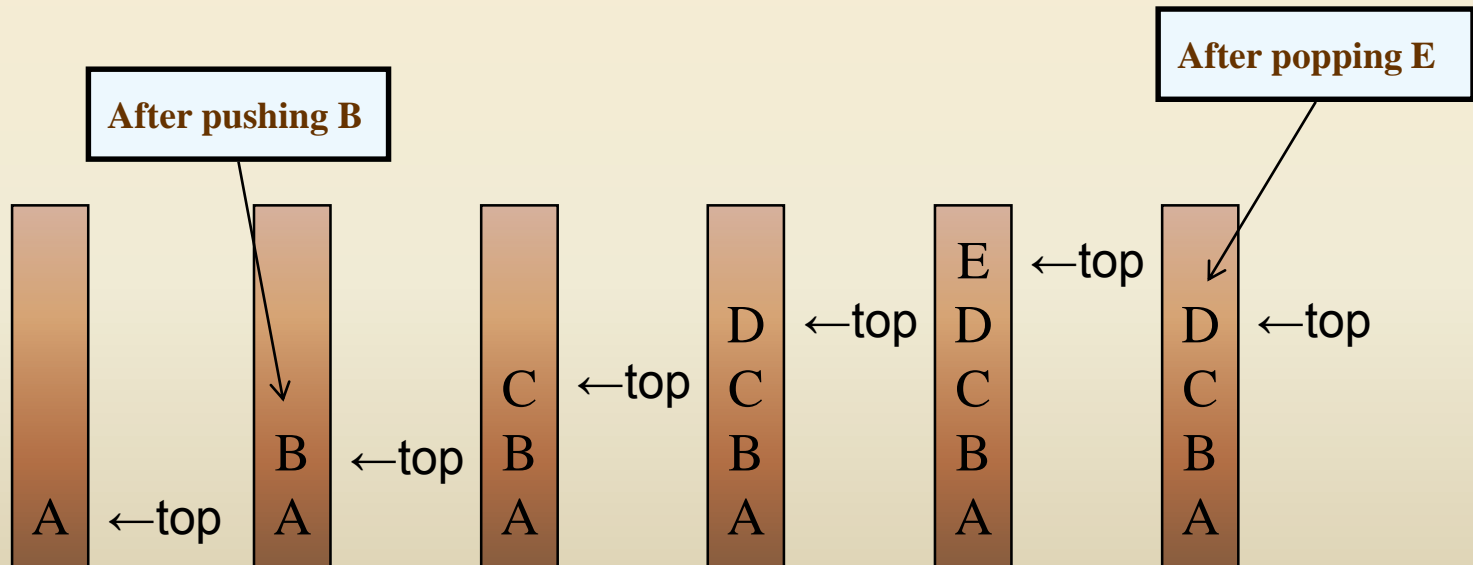 After popping E
After pushing B
E ←top
D ←top D D ←top
C ←top C C C
B ←top B B B B
A ←top A A A A A